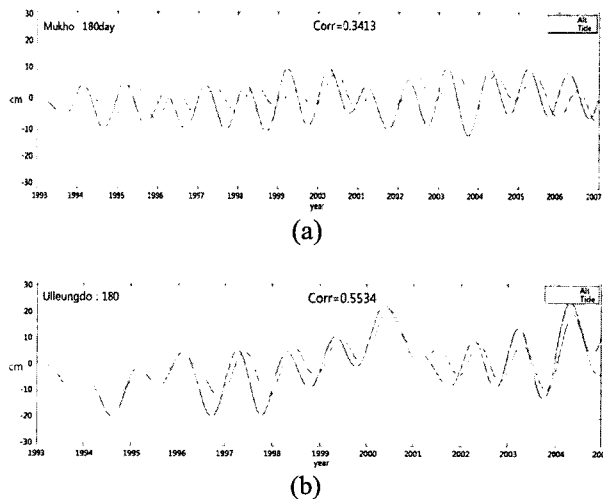 30
Mukho 180day
Corr=0.3413
Alt
Tide
20
10
cm 0
-10
-20
-30
1993 1994 1995 1996 1997 1998 1999 2000 2001 2002 2003 2004 2005 2006 2007
year
(a)
30
Ulleungdo : 180
Corr=0.5534
Alt
Tide
20
10
cm 0
-10
-20
-30
1993 1994 1995 1996 1997 1998 1999 2000 2001 2002 2003 2004 200
year
(b)